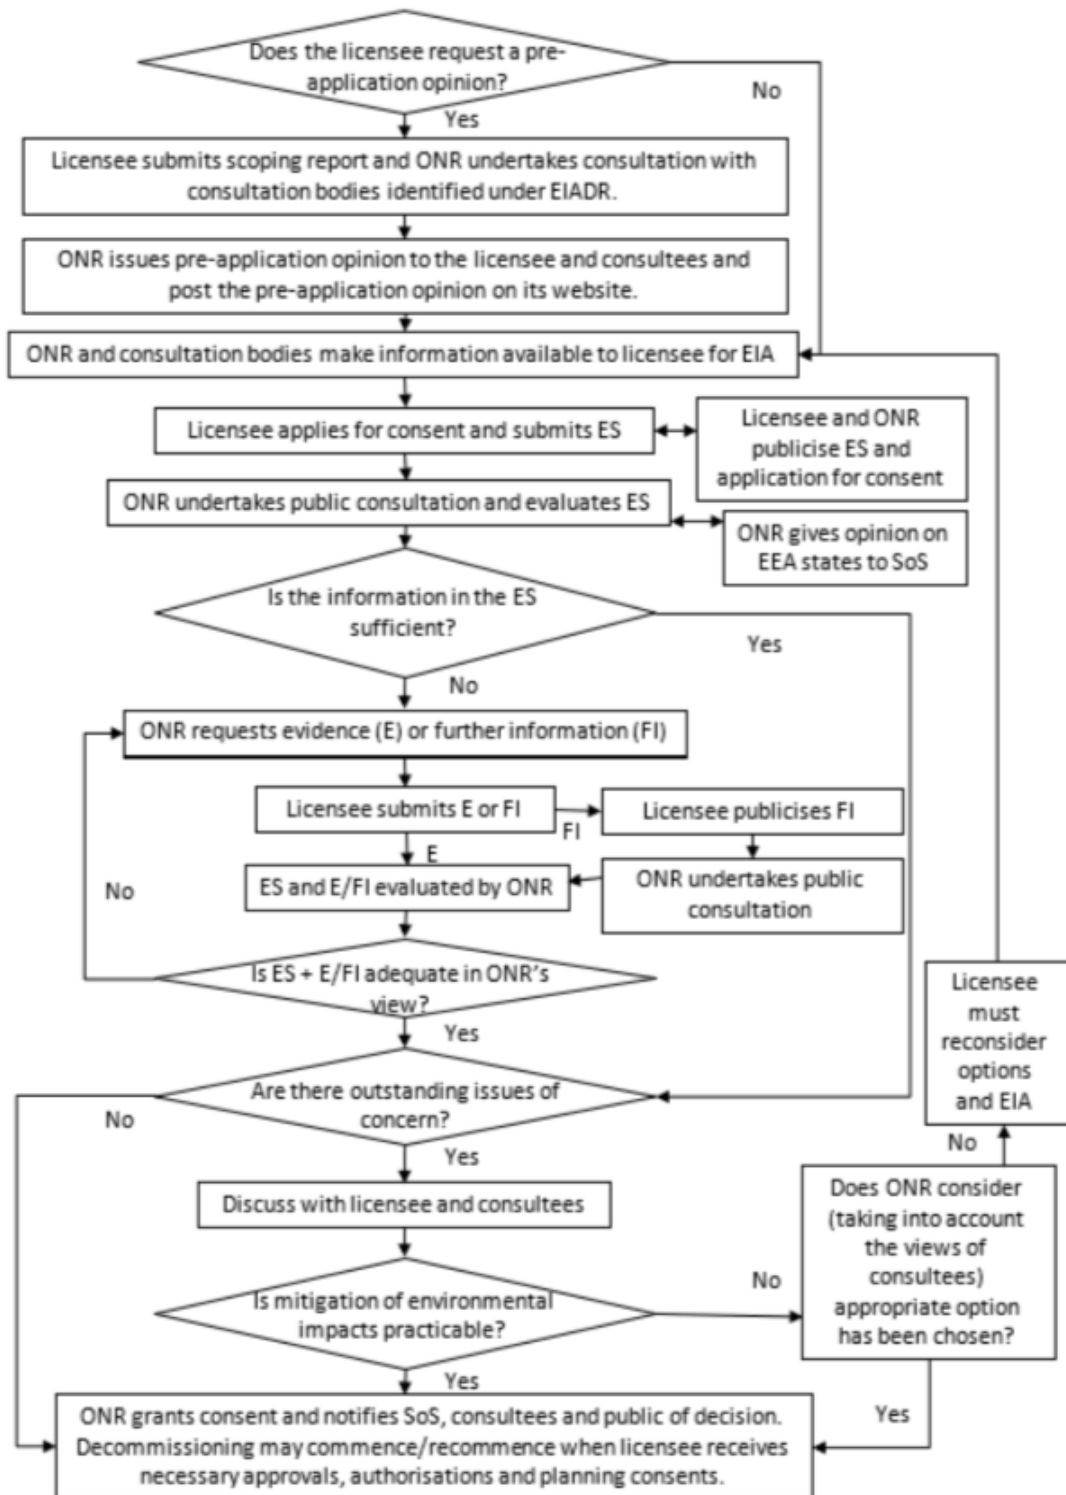 Does the licensee request a pre-
application opinion?
No
Yes
Licensee submits scoping report and ONR undertakes consultation with
consultation bodies identified under EIADR.
ONR issues pre-application opinion to the licensee and consultees and
post the pre-application opinion on its website.
ONR and consultation bodies make information available to licensee for EIA
Licensee applies for consent and submits ES
Licensee and ONR
publicise ES and
application for consent
ONR undertakes public consultation and evaluates ES
ONR gives opinion on
EEA states to SoS
Is the information in the ES
sufficient?
Yes
No
ONR requests evidence (E) or further information (FI)
Licensee submits E or FI
FI
Licensee publicises FI
E
ES and E/FI evaluated by ONR
ONR undertakes public
consultation
No
Is ES + E/FI adequate in ONR's
view?
Yes
Licensee
must
reconsider
options
and EIA
Are there outstanding issues of
concern?
No
Yes
No
Discuss with licensee and consultees
Does ONR consider
(taking into account
the views of
consultees)
appropriate option
has been chosen?
No
Is mitigation of environmental
impacts practicable?
Yes
Yes
ONR grants consent and notifies SoS, consultees and public of decision.
Decommissioning may commence/recommence when licensee receives
necessary approvals, authorisations and planning consents.